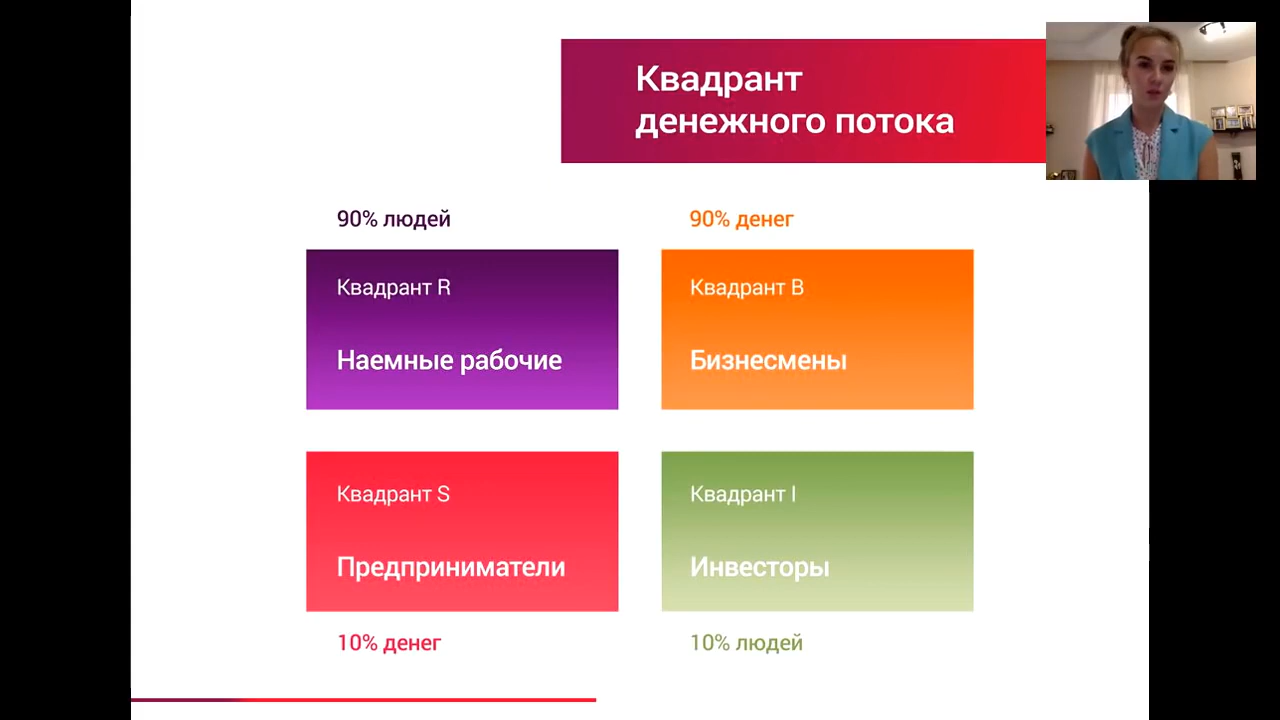 Квадрант
денежного потока
90% людей
90% денег
Квадрант R
Наемные рабочие
Квадрант B
Бизнесмены
Квадрант S
Предприниматели
Квадрант I
Инвесторы
10% денег
10% людей